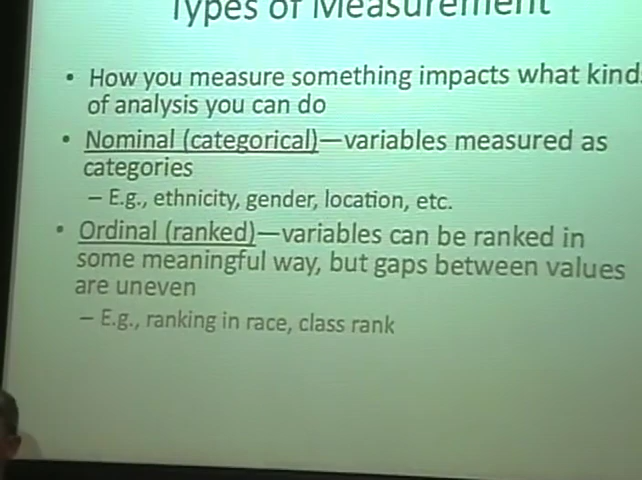 Types of Measurement
• How you measure something impacts what kind
of analysis you can do
• Nominal (categorical)—variables measured as
categories
– E.g., ethnicity, gender, location, etc.
• Ordinal (ranked)—variables can be ranked in
some meaningful way, but gaps between values
are uneven
– E.g., ranking in race, class rank